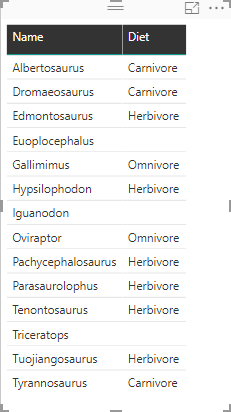 Name Diet
Albertosaurus Carnivore
Dromaeosaurus Carnivore
Edmontosaurus Herbivore
Euoplocephalus
Gallimimus Omnivore
Hypsilophodon Herbivore
Iguanodon
Oviraptor Omnivore
Pachycephalosaurus Herbivore
Parasaurolophus Herbivore
Tenontosaurus Herbivore
Triceratops
Tuojiangosaurus Herbivore
Tyrannosaurus Carnivore